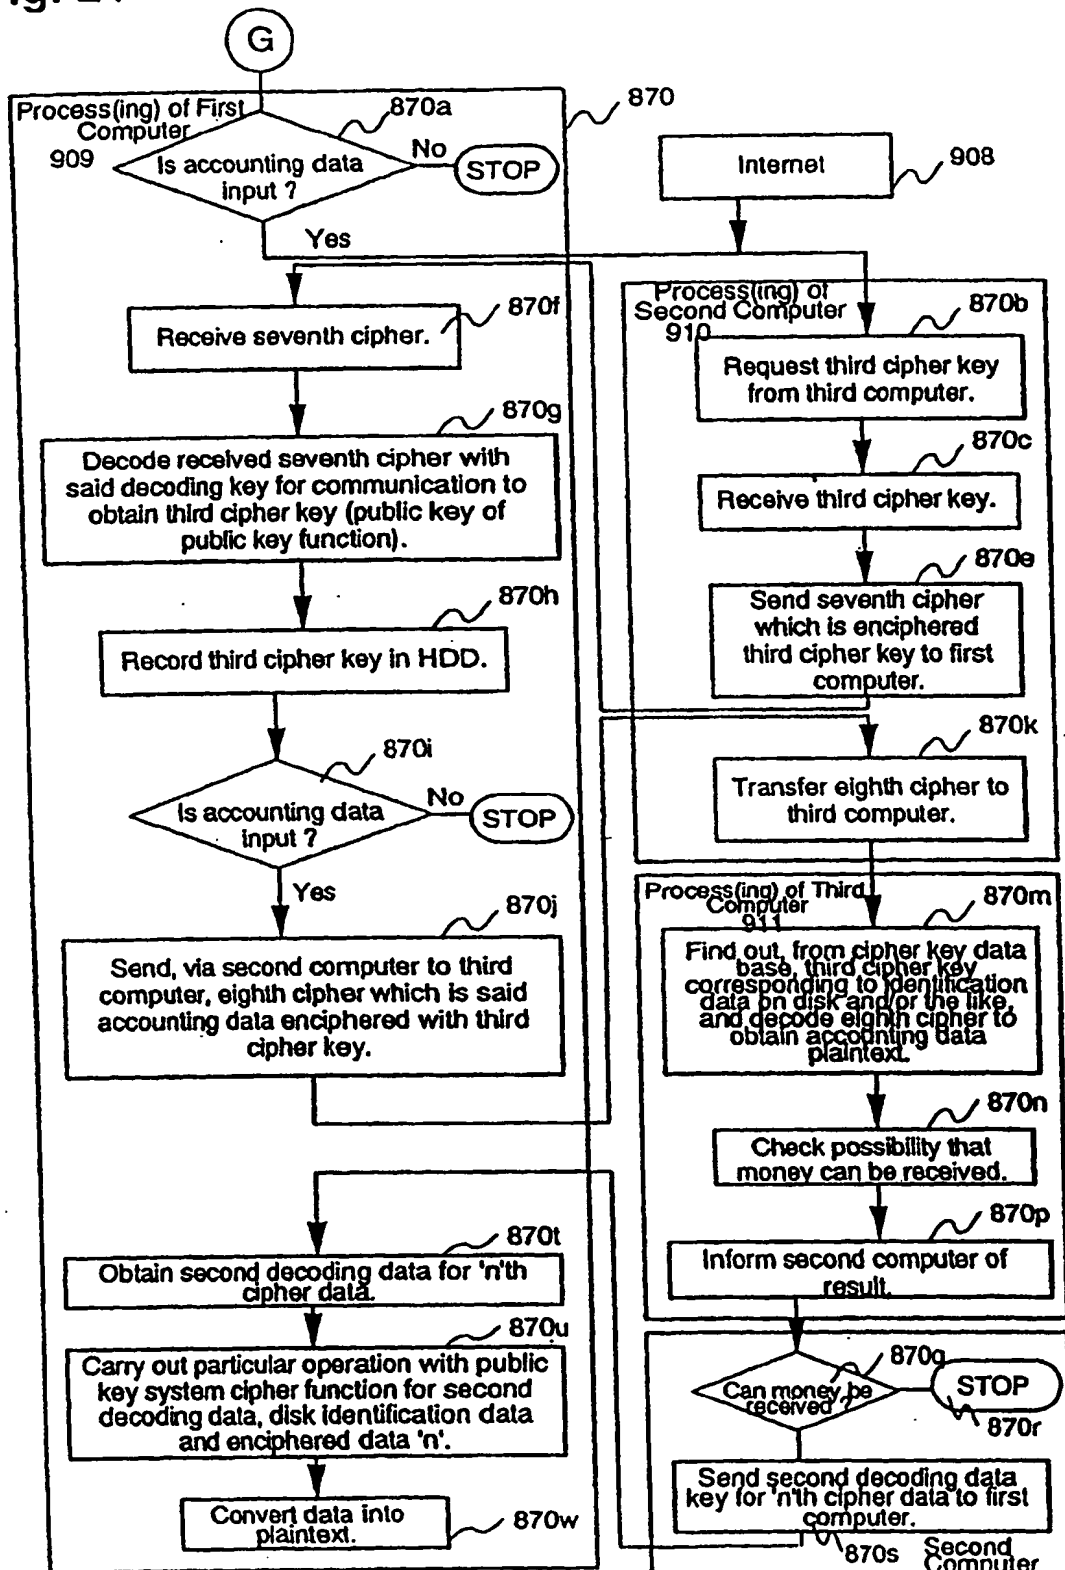 G
Process(ing) of First
Computer
909
870a
870
Is accounting data
input ?
No
STOP
Internet
908
Yes
870f
Receive seventh cipher.
Process(ing) of
Second Computer
910
870b
Request third cipher key
from third computer.
870g
Decode received seventh cipher with
said decoding key for communication to
obtain third cipher key (public key of
public key function).
870c
Receive third cipher key.
870e
Send seventh cipher
which is enciphered
third cipher key to first
computer.
870h
Record third cipher key in HDD.
870k
Transfer eighth cipher to
third computer.
870i
Is accounting data
input ?
No
STOP
Yes
870j
Send, via second computer to third
computer, eighth cipher which is said
accounting data enciphered with third
cipher key.
Process(ing) of Third
Computer
911
870m
Find out, from cipher key data
base, third cipher key
corresponding to identification
data on disk and/or the like,
and decode eighth cipher to
obtain accounting data
plaintext.
870n
Check possibility that
money can be received.
870p
Inform second computer of
result.
870t
Obtain second decoding data for 'n'th
cipher data.
870u
Carry out particular operation with public
key system cipher function for second
decoding data, disk identification data
and enciphered data 'n'.
870q
Can money be
received ?
STOP
870r
Send second decoding data
key for 'n'th cipher data to first
computer.
870s
Second
Computer
Convert data into
plaintext.
870w